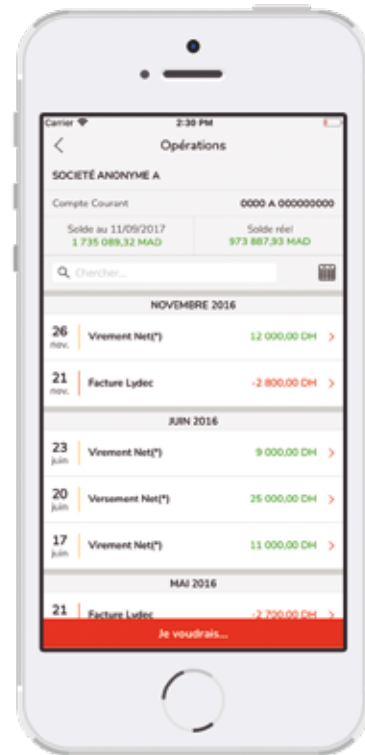 Carrier 2:30 PM
Opérations
SOCIETÉ ANONYME A
Compte Courant 0000 A 000000000
Solde au 11/09/2017 Solde réel
1 735 089,32 MAD 973 887,93 MAD
Chercher...
NOVEMBRE 2016
26 nov. Virement Net(*) 12 000,00 DH
21 nov. Facture Lydec -2 800,00 DH
JUIN 2016
23 juin Virement Net(*) 9 000,00 DH
20 juin Versement Net(*) 25 000,00 DH
17 juin Virement Net(*) 11 000,00 DH
MAI 2016
21 Facture Lydec -2 700,00 DH
Je voudrais...